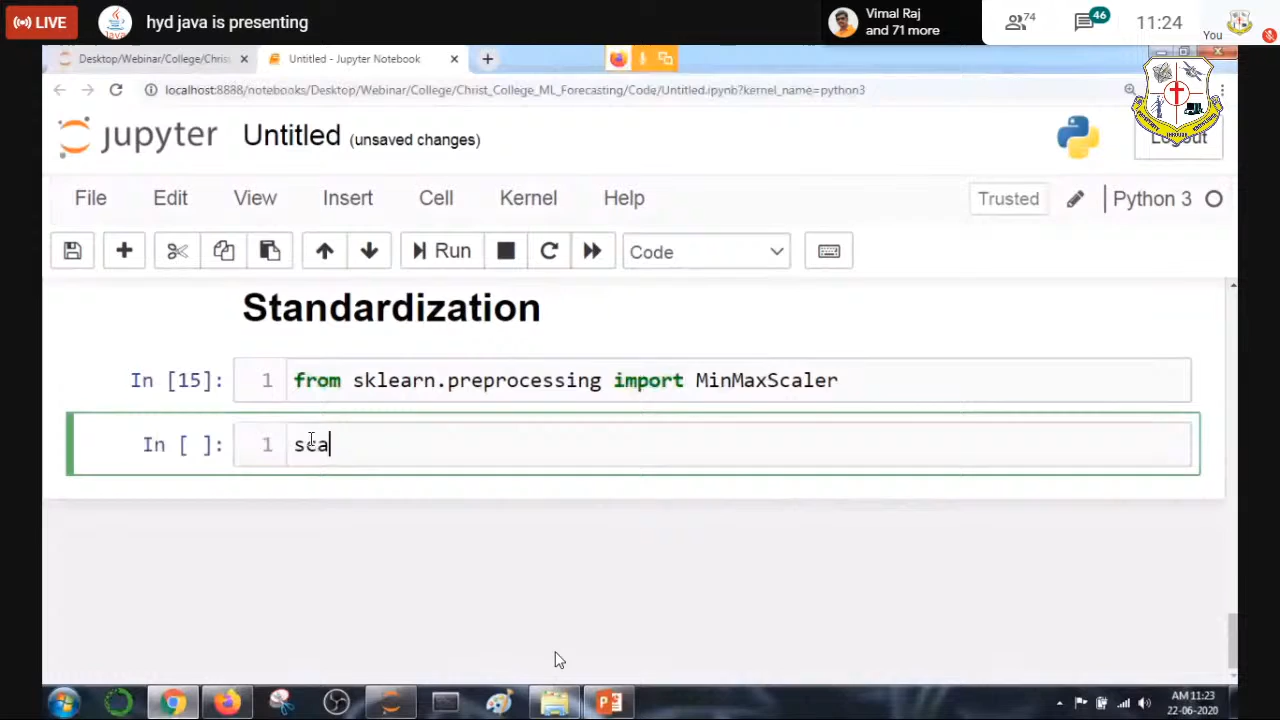 LIVE
hyd java is presenting
Vimal Raj
and 71 more
74
46
11:24
You
Desktop/Webinar/College/Chris
Untitled - Jupyter Notebook
localhost:8888/notebooks/Desktop/Webinar/College/Christ_College_ML_Forecasting/Code/Untitled.ipynb?kernel_name=python3
jupyter
Untitled (unsaved changes)
Logout
File Edit View Insert Cell Kernel Help
Trusted
Python 3
Run
Code
Standardization
In [15]: 1 from sklearn.preprocessing import MinMaxScaler
In [ ]: 1 sca
AM 11:23
22-06-2020